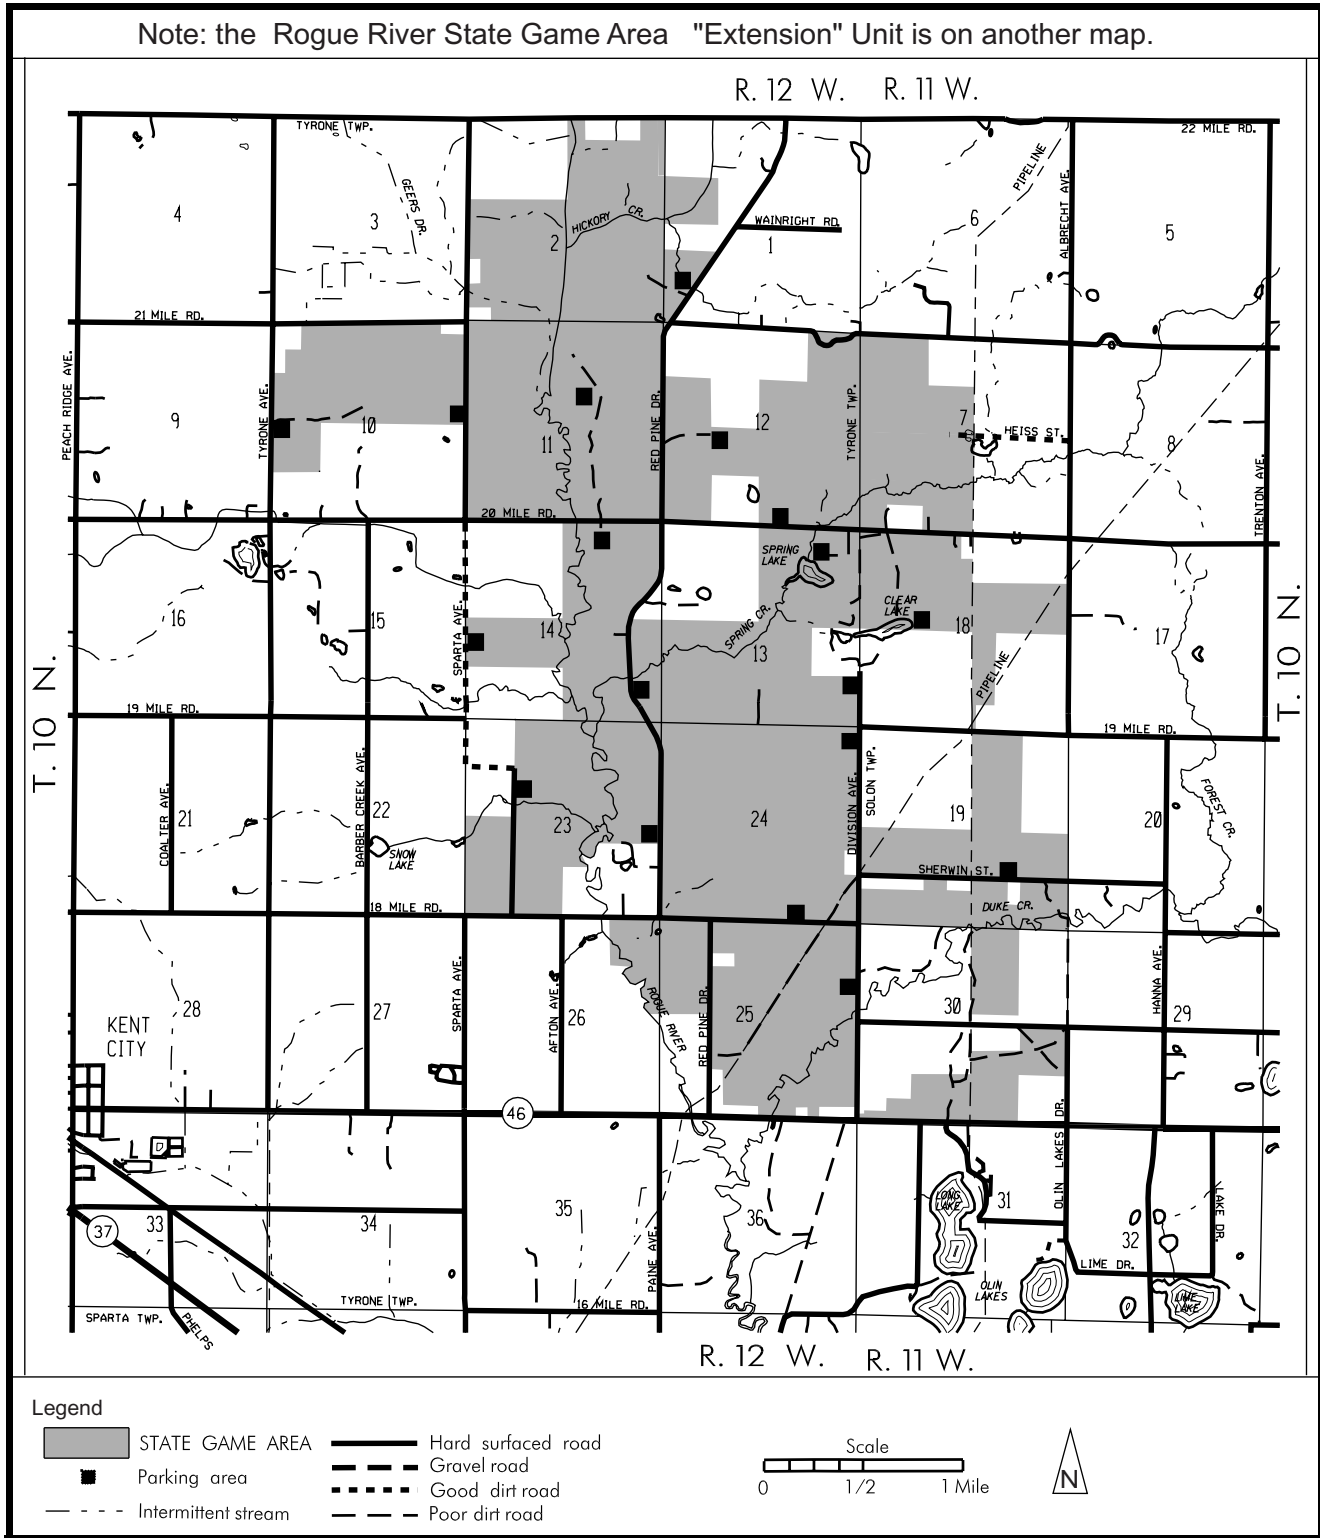 Note: the Rogue River State Game Area "Extension" Unit is on another map.
R. 12 W. R. 11 W.
TYRONE TWP.
22 MILE RD.
PIPELINE
ALBRECHT AVE.
GEERS DR.
HICKORY CR.
WAINRIGHT RD.
4
3
2
1
6
5
21 MILE RD.
PEACH RIDGE AVE.
TYRONE AVE.
RED PINE DR.
TYRONE TWP.
HEISS ST.
TRENTON AVE.
9
10
11
12
7
8
20 MILE RD.
SPRING
LAKE
CLEAR
LAKE
SPRING CR.
SPARTA AVE.
PIPELINE
16
15
14
13
18
17
T. 10 N.
T. 10 N.
19 MILE RD.
19 MILE RD.
COALTER AVE.
BARBER CREEK AVE.
DIVISION AVE.
SOLON TWP.
FOREST CR.
21
22
23
24
19
20
SNOW
LAKE
SHERWIN ST.
18 MILE RD.
DUKE CR.
SPARTA AVE.
AFTON AVE.
ROGUE RIVER
RED PINE DR.
HANNA AVE.
28
27
26
25
30
29
KENT
CITY
46
OLIN LAKES DR.
LONG
LAKE
LAKE DR.
37
33
34
35
36
31
32
PAINE AVE.
LIME DR.
OLIN
LAKES
LIME
LAKE
TYRONE TWP.
16 MILE RD.
SPARTA TWP.
PHELPS
R. 12 W. R. 11 W.
Legend
STATE GAME AREA
Parking area
Intermittent stream
Hard surfaced road
Gravel road
Good dirt road
Poor dirt road
Scale
0 1/2 1 Mile
N